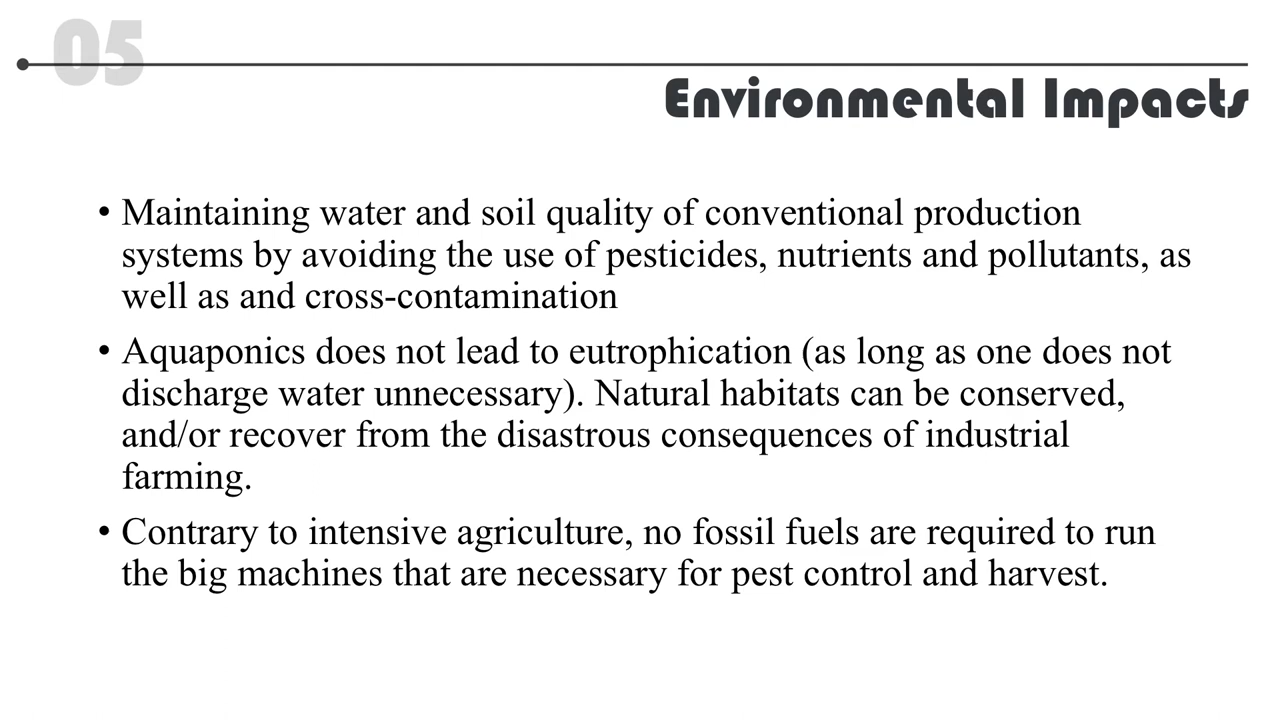 05
Environmental Impacts
• Maintaining water and soil quality of conventional production
systems by avoiding the use of pesticides, nutrients and pollutants, as
well as and cross-contamination
• Aquaponics does not lead to eutrophication (as long as one does not
discharge water unnecessary). Natural habitats can be conserved,
and/or recover from the disastrous consequences of industrial
farming.
• Contrary to intensive agriculture, no fossil fuels are required to run
the big machines that are necessary for pest control and harvest.